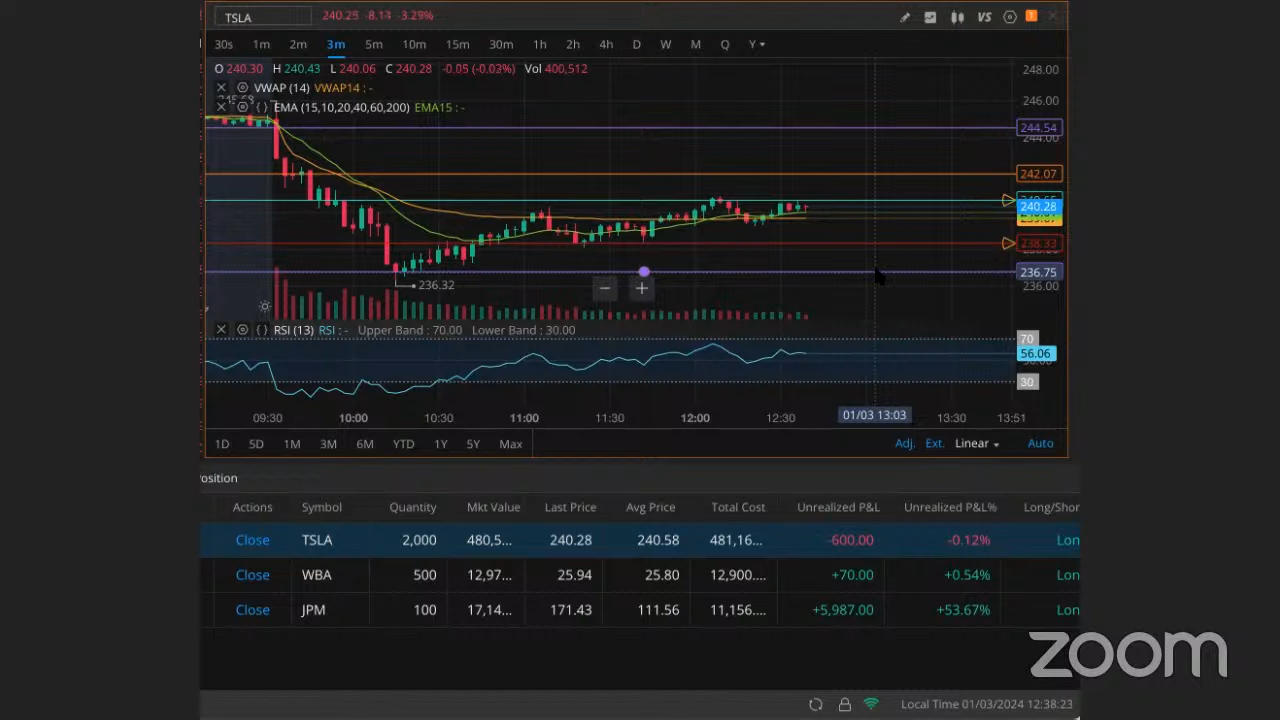 TSLA 240.25 -8.14 -3.29% VS 1
30s 1m 2m 3m 5m 10m 15m 30m 1h 2h 4h D W M Q Y
O 240.30 H 240.43 L 240.06 C 240.28 -0.05 (-0.03%) Vol 400,512
248.00
VWAP (14) VWAP14 : -
246.00
{ } EMA (15,10,20,40,60,200) EMA15 : -
244.54
244.00
242.07
240.28
238.33
236.75
236.32
236.00
{ } RSI (13) RSI : - Upper Band : 70.00 Lower Band : 30.00
70
56.06
30
09:30 10:00 10:30 11:00 11:30 12:00 12:30 01/03 13:03 13:30 13:51
1D 5D 1M 3M 6M YTD 1Y 5Y Max Adj. Ext. Linear Auto
osition
Actions Symbol Quantity Mkt Value Last Price Avg Price Total Cost Unrealized P&L Unrealized P&L% Long/Shor
Close TSLA 2,000 480,5... 240.28 240.58 481,16... -600.00 -0.12% Lon
Close WBA 500 12,97... 25.94 25.80 12,900.... +70.00 +0.54% Lon
Close JPM 100 17,14... 171.43 111.56 11,156.... +5,987.00 +53.67% Lon
zoom
Local Time 01/03/2024 12:38:23